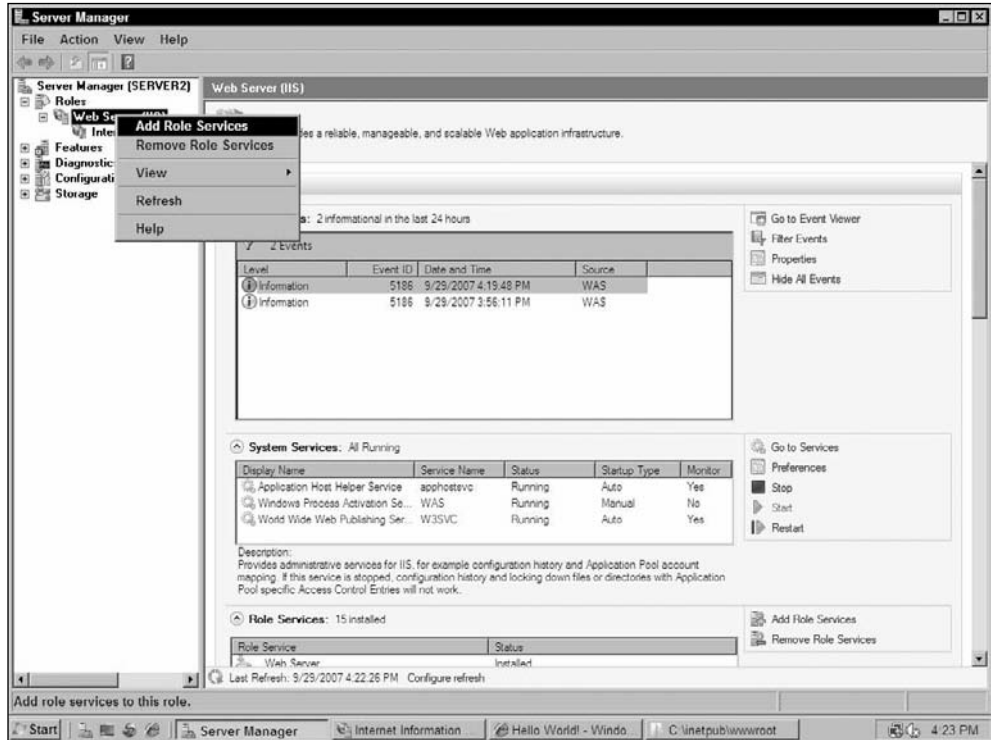 Server Manager
File Action View Help
Server Manager (SERVER2)
Roles
Web Se
Inte
Features
Diagnostic
Configurati
Storage
Add Role Services
Remove Role Services
View
Refresh
Help
Web Server (IIS)
es a reliable, manageable, and scalable Web application infrastructure.
s: 2 informational in the last 24 hours
2 Events
Level Event ID Date and Time Source
Information 5186 9/29/2007 4:19:48 PM WAS
Information 5186 9/29/2007 3:56:11 PM WAS
Go to Event Viewer
Filter Events
Properties
Hide All Events
System Services: All Running
Display Name Service Name Status Startup Type Monitor
Application Host Helper Service apphostsvc Running Auto Yes
Windows Process Activation Se... WAS Running Manual No
World Wide Web Publishing Ser... W3SVC Running Auto Yes
Description:
Provides administrative services for IIS, for example configuration history and Application Pool account
mapping. If this service is stopped, configuration history and locking down files or directories with Application
Pool specific Access Control Entries will not work.
Go to Services
Preferences
Stop
Start
Restart
Role Services: 15 installed
Role Service Status
Web Server Installed
Add Role Services
Remove Role Services
Last Refresh: 9/29/2007 4:22:26 PM Configure refresh
Add role services to this role.
Start Server Manager Internet Information ... Hello World! - Windo... C:\inetpub\wwwroot 4:23 PM